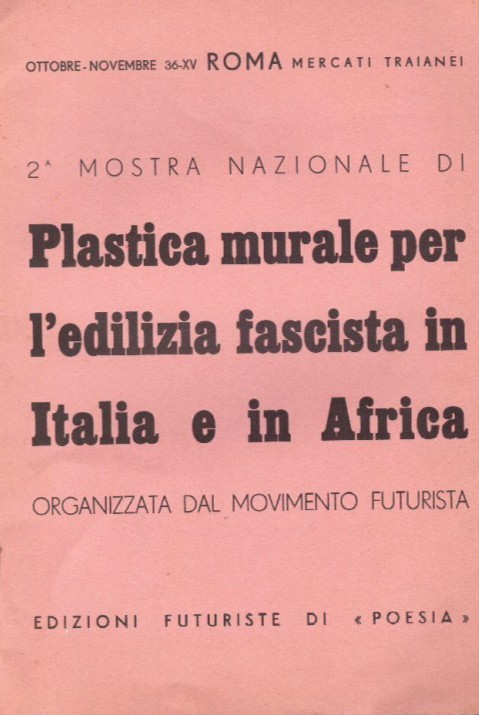 OTTOBRE-NOVEMBRE 36-XV ROMA MERCATI TRAIANEI
2ᴬ MOSTRA NAZIONALE DI
Plastica murale per
l'edilizia fascista in
Italia e in Africa
ORGANIZZATA DAL MOVIMENTO FUTURISTA
EDIZIONI FUTURISTE DI « POESIA »